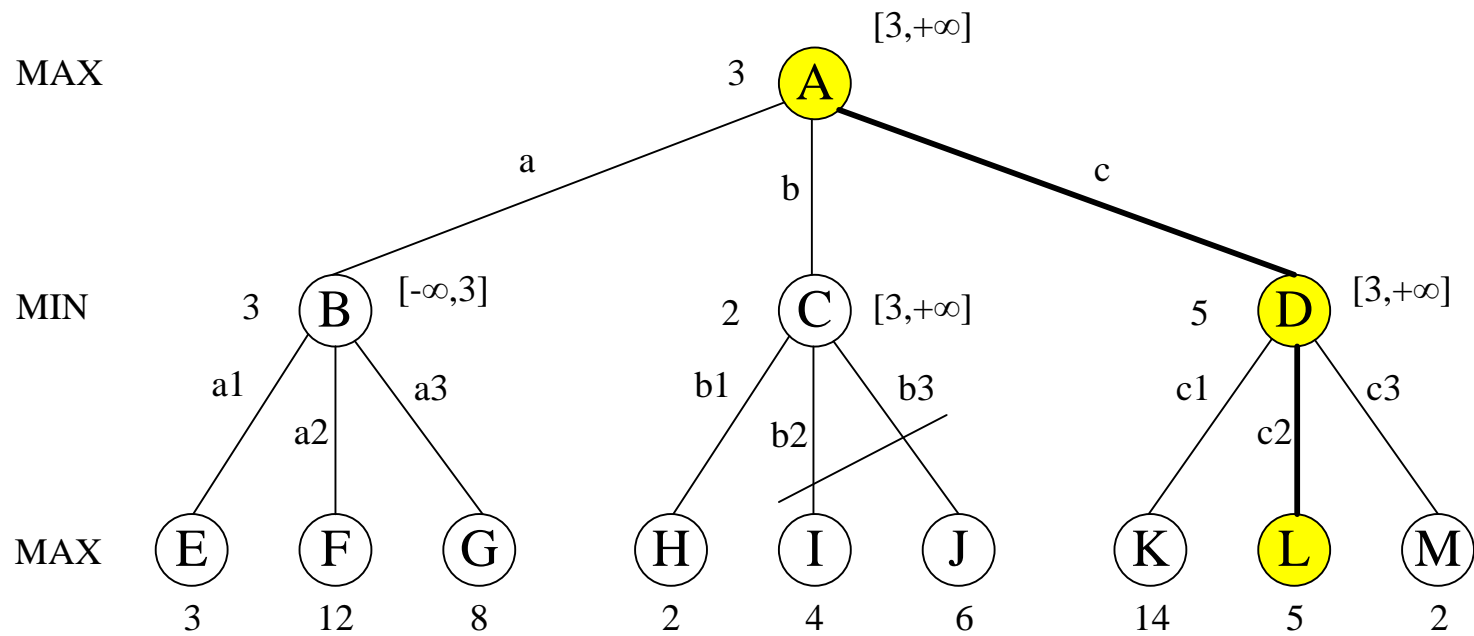 [3,+∞]
MAX 3 A
a b c
MIN 3 B [-∞,3] 2 C [3,+∞] 5 D [3,+∞]
a1 a2 a3 b1 b2 b3 c1 c2 c3
MAX E F G H I J K L M
3 12 8 2 4 6 14 5 2